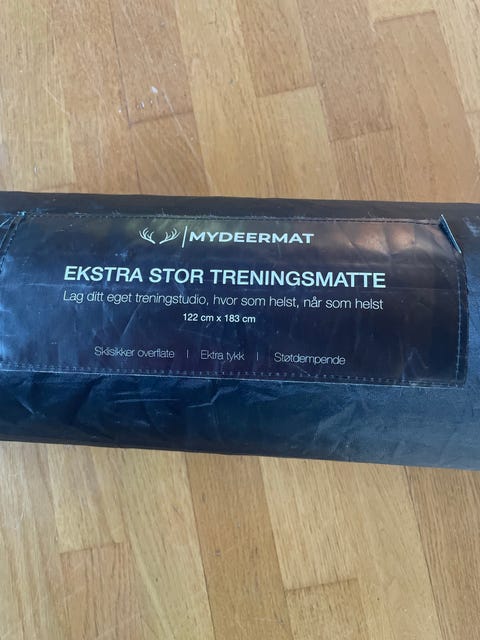 MYDEERMAT
EKSTRA STOR TRENINGSMATTE
Lag ditt eget treningstudio, hvor som helst, når som helst
122 cm x 183 cm
Sklisikker overflate | Ektra tykk | Støtdempende